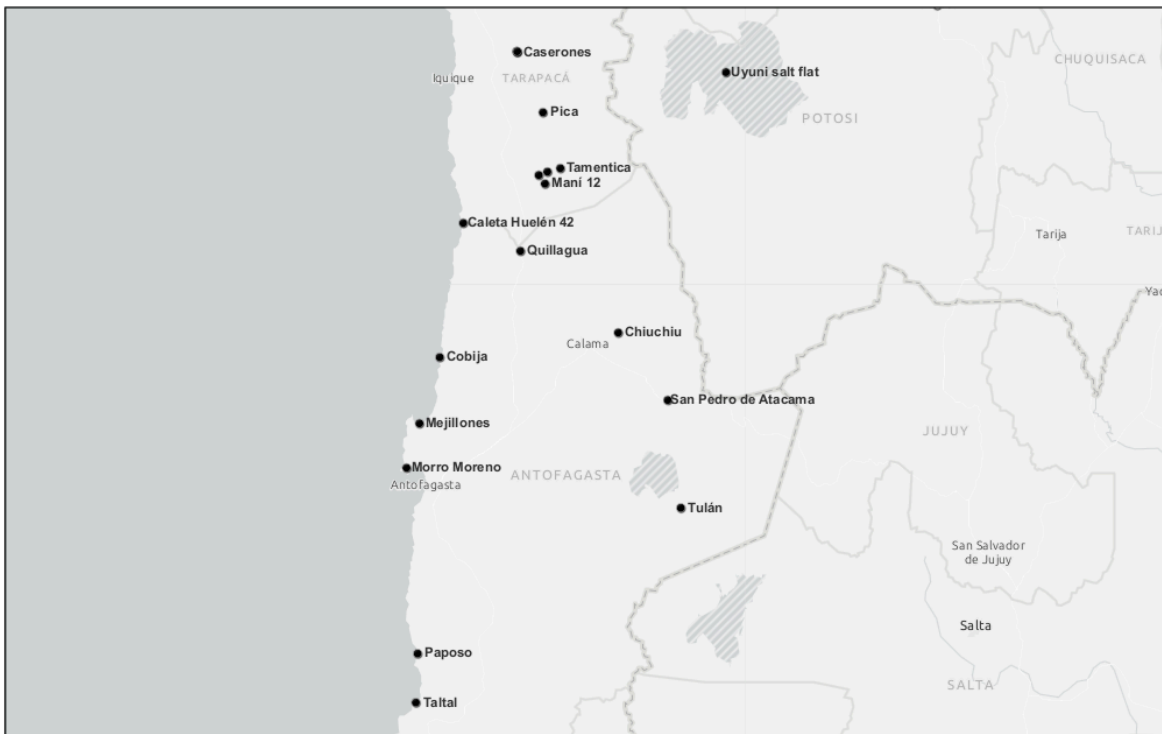 Caserones
Iquique
TARAPACÁ
Uyuni salt flat
CHUQUISACA
Pica
POTOSI
Tamentica
Maní 12
Caleta Huelén 42
Quillagua
Tarija
TARIJ
Yac
Chiuchiu
Calama
Cobija
San Pedro de Atacama
Mejillones
JUJUY
Morro Moreno
Antofagasta
ANTOFAGASTA
Tulán
San Salvador
de Jujuy
Salta
Paposo
SALTA
Taltal